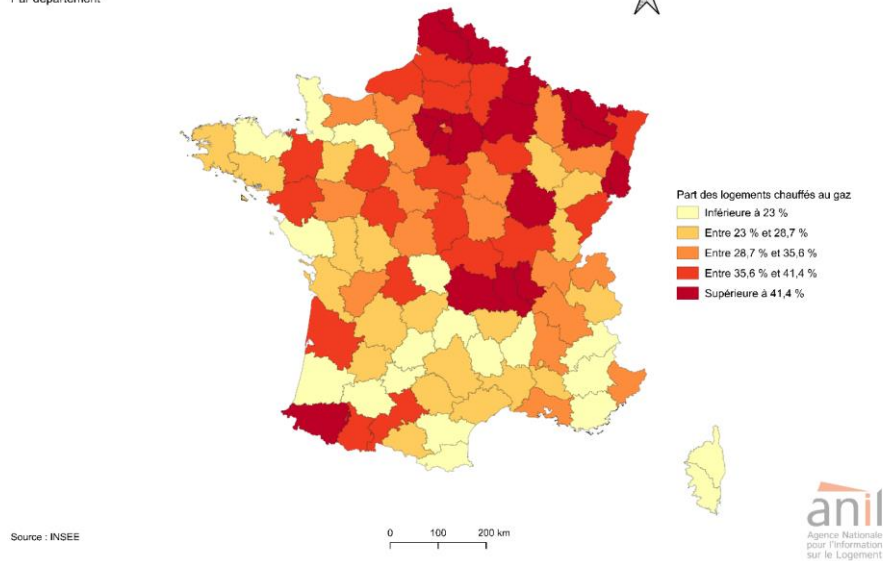 Par département
Part des logements chauffés au gaz
Inférieure à 23 %
Entre 23 % et 28,7 %
Entre 28,7 % et 35,6 %
Entre 35,6 % et 41,4 %
Supérieure à 41,4 %
Source : INSEE
0 100 200 km
anil
Agence Nationale
pour l'Information
sur le Logement